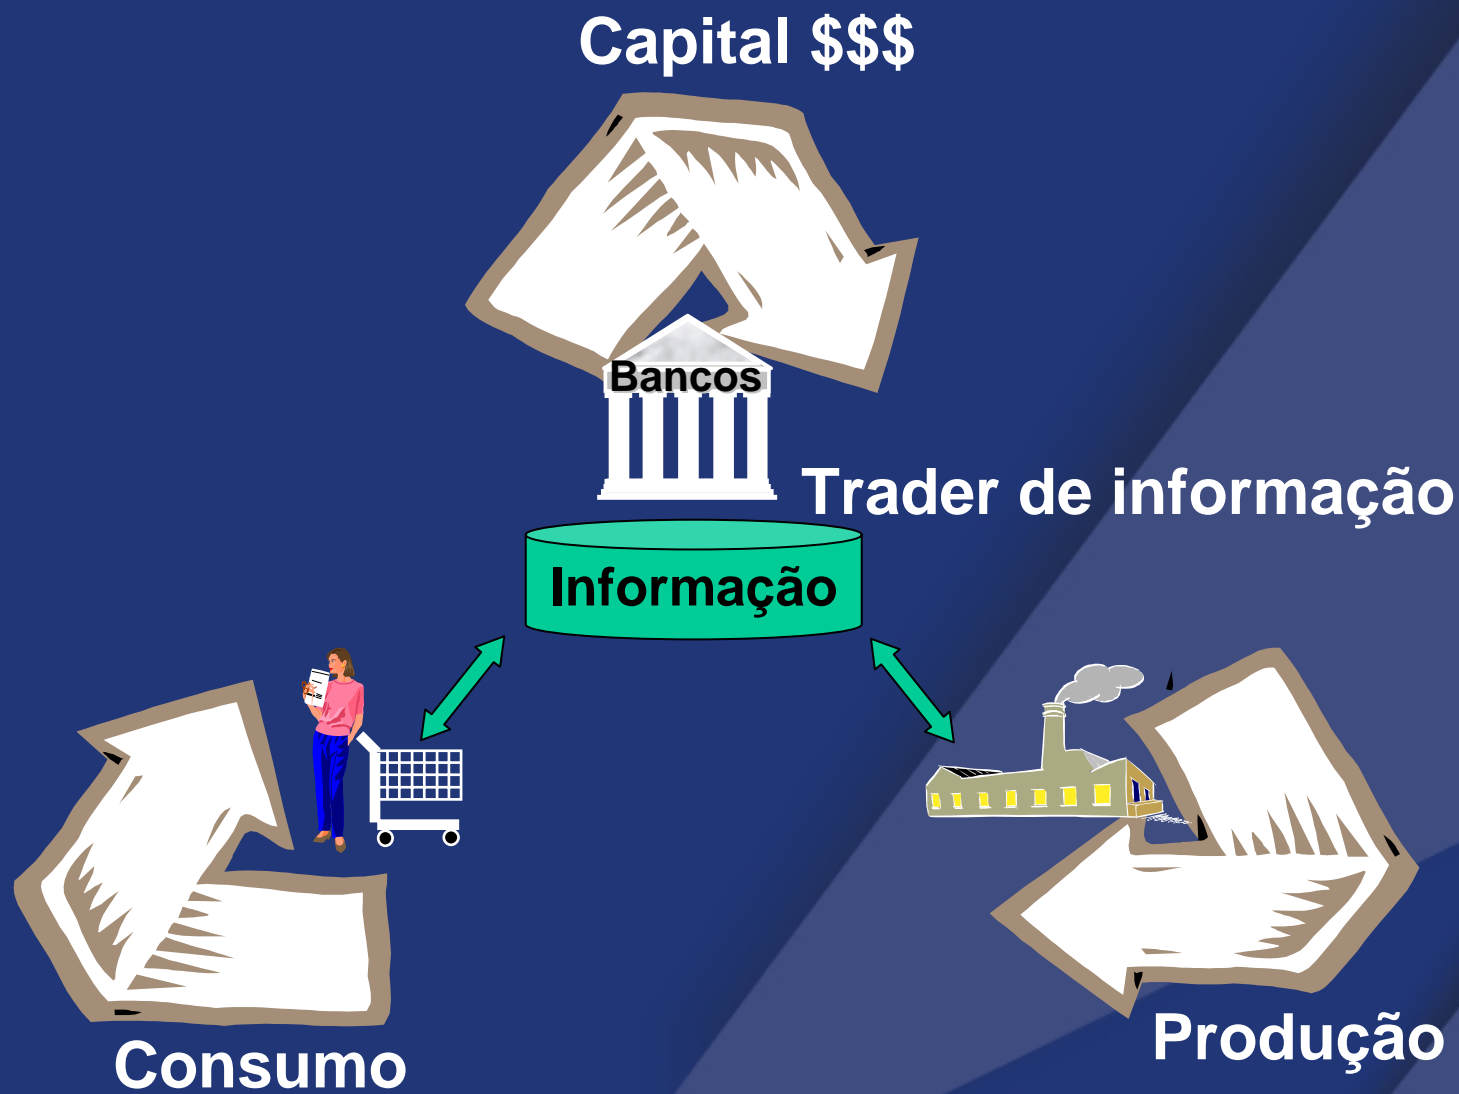 Capital $$$
Bancos
Trader de informação
Informação
Produção
Consumo